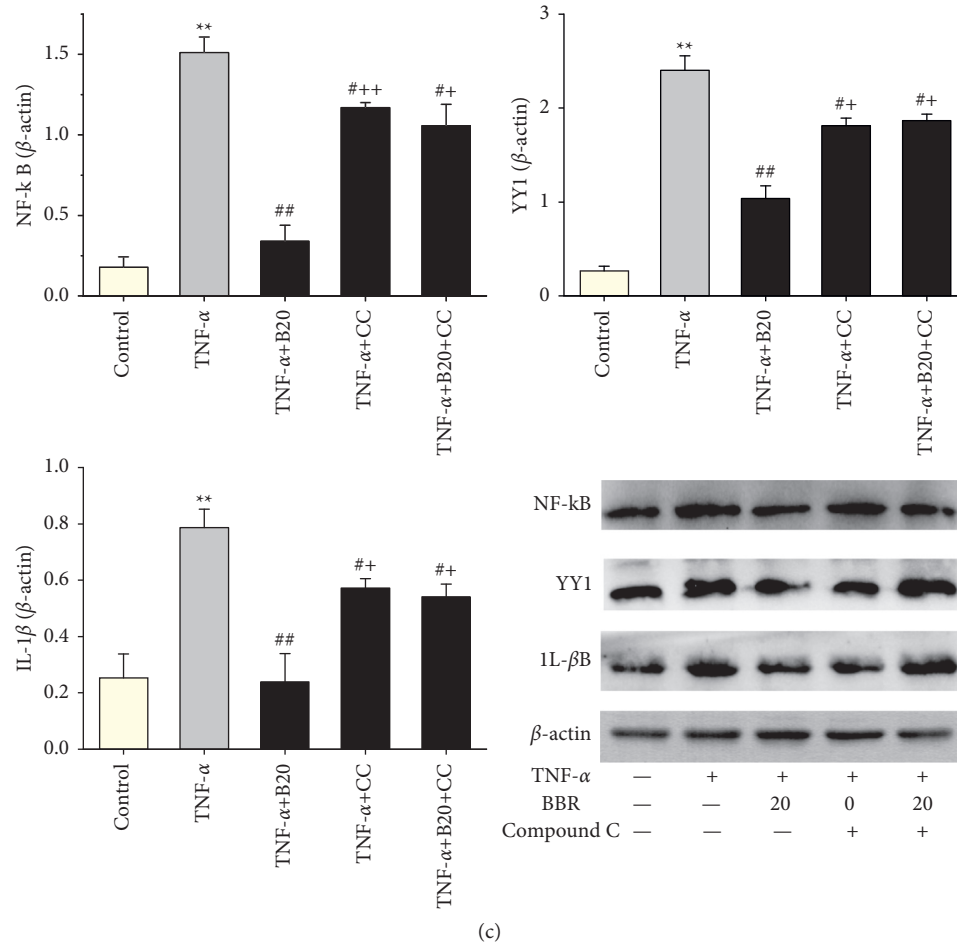 NF-k B (β-actin)
1.5
1.0
0.5
0.0
**
##
#++
#+
Control
TNF-α
TNF-α+B20
TNF-α+CC
TNF-α+B20+CC
YY1 (β-actin)
3
2
1
0
**
##
#+
#+
Control
TNF-α
TNF-α+B20
TNF-α+CC
TNF-α+B20+CC
IL-1β (β-actin)
1.0
0.8
0.6
0.4
0.2
0.0
**
##
#+
#+
Control
TNF-α
TNF-α+B20
TNF-α+CC
TNF-α+B20+CC
NF-kB
YY1
1L-βB
β-actin
TNF-α — + + + +
BBR — — 20 0 20
Compound C — — — + +
(c)